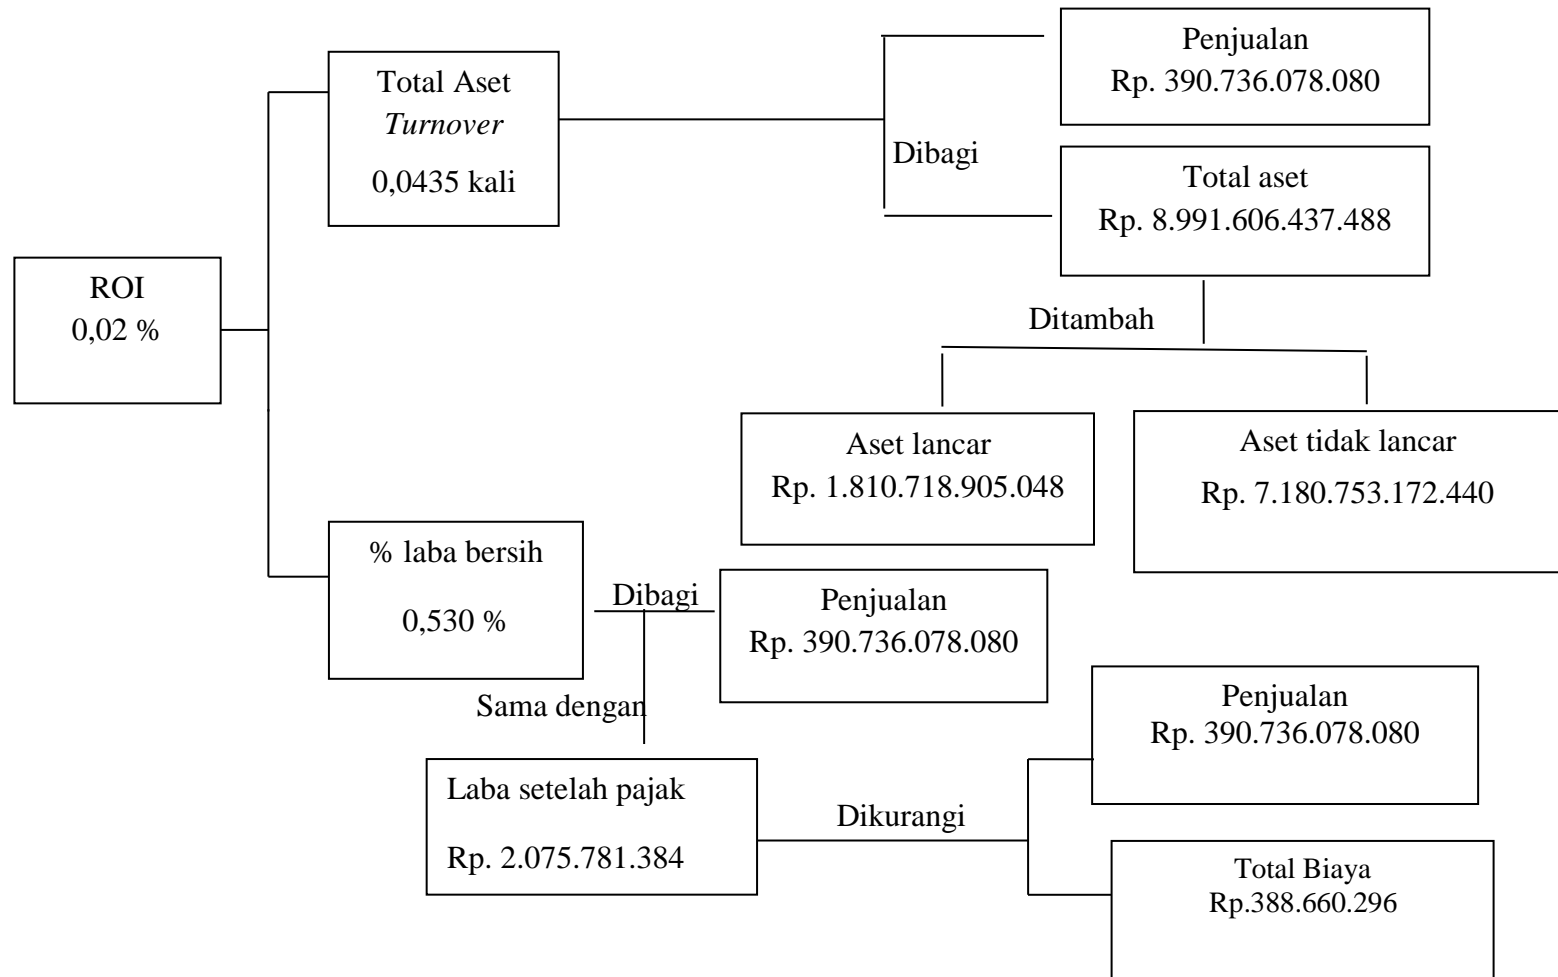 Penjualan
Rp. 390.736.078.080
Total Aset
Turnover
0,0435 kali
Dibagi
Total aset
Rp. 8.991.606.437.488
ROI
0,02 %
Ditambah
Aset lancar
Rp. 1.810.718.905.048
Aset tidak lancar
Rp. 7.180.753.172.440
% laba bersih
0,530 %
Dibagi
Penjualan
Rp. 390.736.078.080
Sama dengan
Penjualan
Rp. 390.736.078.080
Laba setelah pajak
Rp. 2.075.781.384
Dikurangi
Total Biaya
Rp.388.660.296